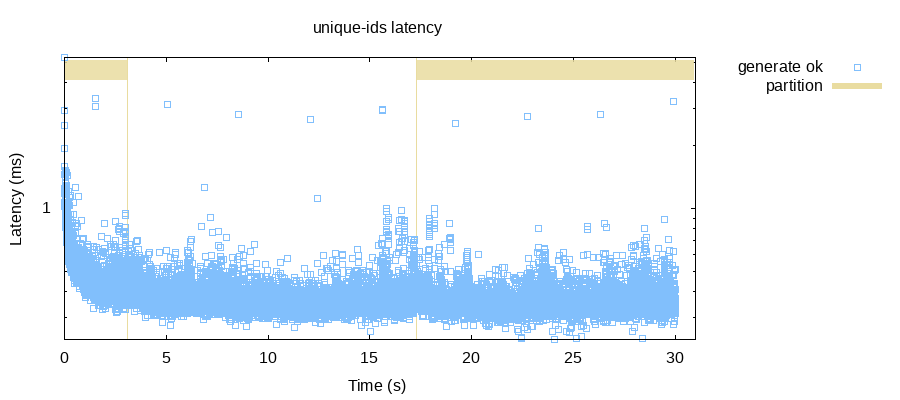 unique-ids latency
generate ok
partition
Latency (ms)
1
0 5 10 15 20 25 30
Time (s)